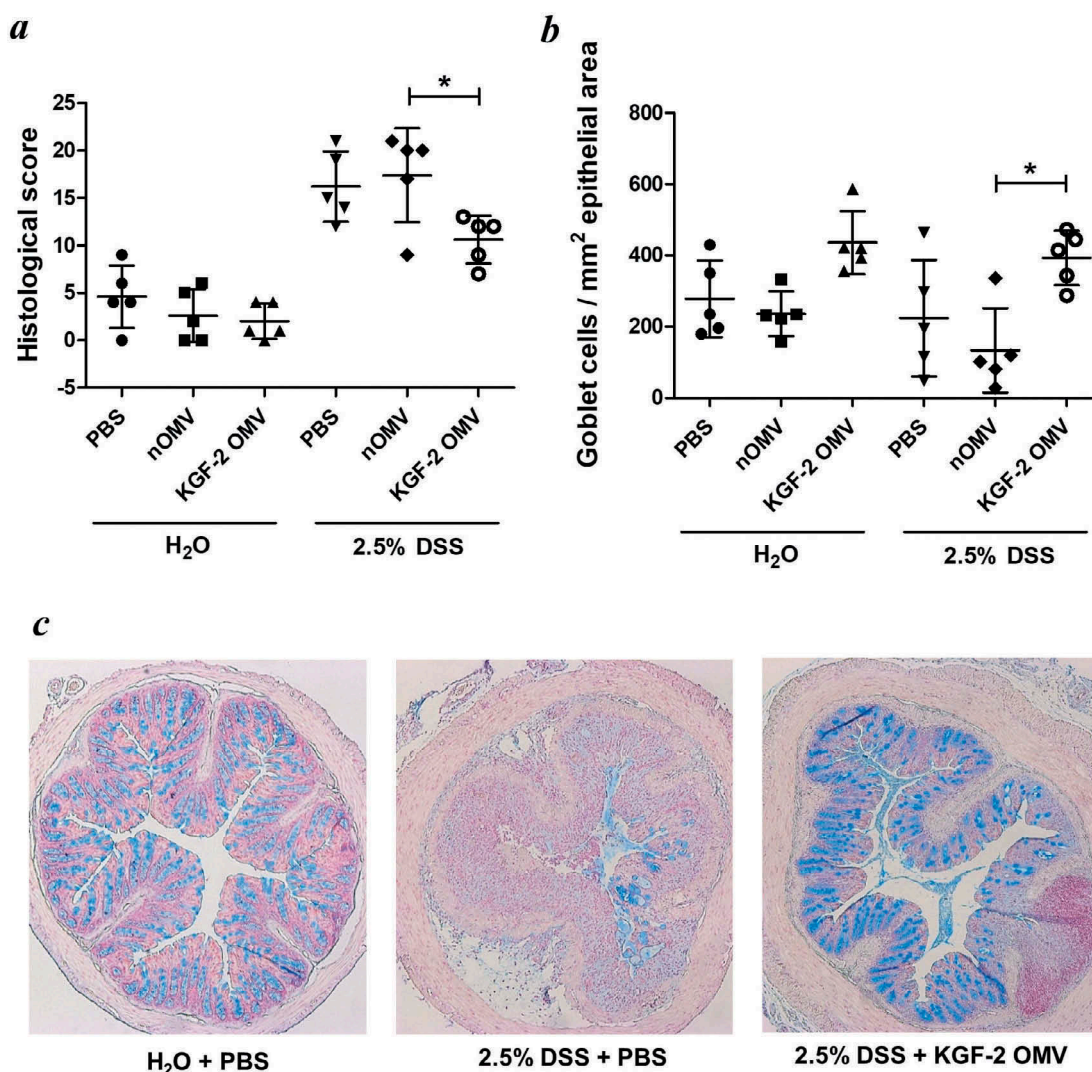 a
Histological score
25
20
15
10
5
0
-5
*
PBS
nOMV
KGF-2 OMV
PBS
nOMV
KGF-2 OMV
H₂O
2.5% DSS
b
Goblet cells / mm² epithelial area
800
600
400
200
0
*
PBS
nOMV
KGF-2 OMV
PBS
nOMV
KGF-2 OMV
H₂O
2.5% DSS
c
H₂O + PBS
2.5% DSS + PBS
2.5% DSS + KGF-2 OMV